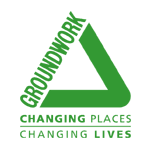 GROUNDWORK
CHANGING PLACES
CHANGING LIVES